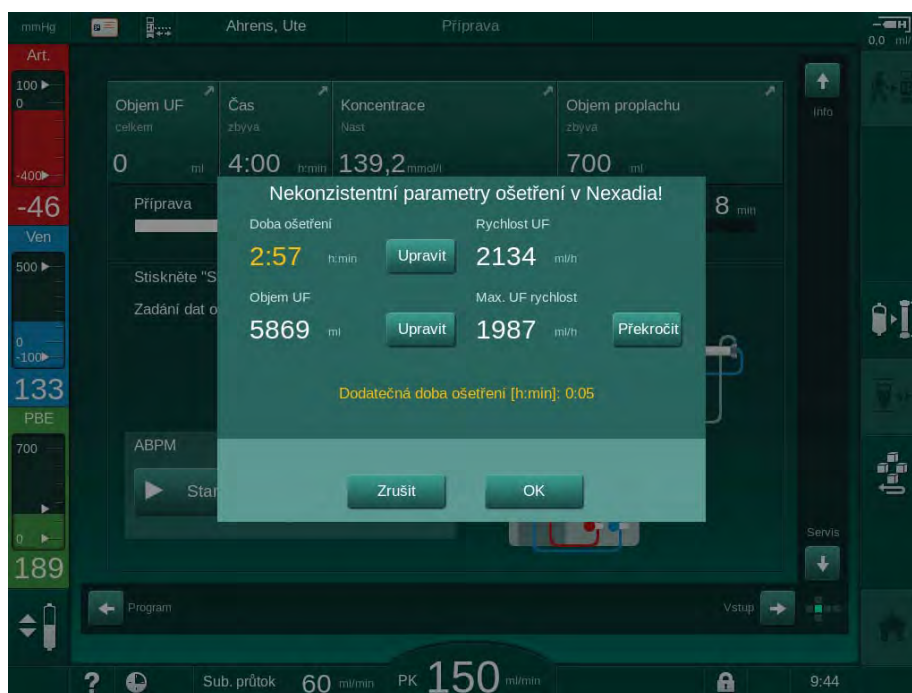 mmHg
Ahrens, Ute
Příprava
0,0 ml/
Art.
100
0
-400
-46
Ven
500
0
-100
133
PBE
700
0
189
Objem UF
celkem
0 ml
Čas
zbývá
4:00 h:min
Koncentrace
Nast
139,2 mmol/l
Objem proplachu
zbývá
700 ml
Info
Příprava
8 min
Nekonzistentní parametry ošetření v Nexadia!
Doba ošetření
2:57 h:min Upravit
Rychlost UF
2134 ml/h
Objem UF
5869 ml Upravit
Max. UF rychlost
1987 ml/h Překročit
Dodatečná doba ošetření [h:min]: 0:05
Zrušit OK
Stiskněte "S
Zadání dat o
ABPM
Star
Servis
Program
Vstup
? Sub. průtok 60 ml/min PK 150 ml/min 9:44